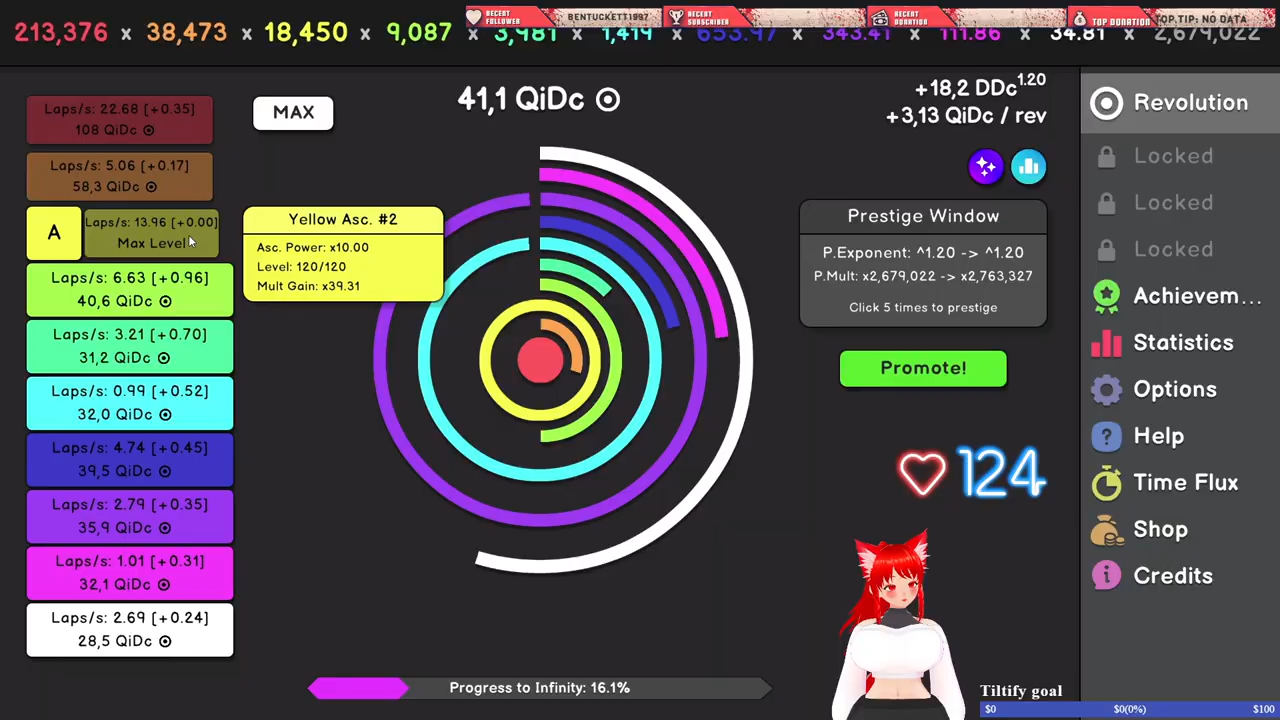 RECENT FOLLOWER
BENTUCKETT1997
RECENT SUBSCRIBER
RECENT DONATION
TOP DONATION
TOP TIP: NO DATA
213,376 x 38,473 x 18,450 x 9,087 x 3,981 x 1,419 x 653.97 x 343.41 x 111.86 x 34.81 x 2,679,022
Laps/s: 22.68 [+0.35]
108 QiDc
Laps/s: 5.06 [+0.17]
58,3 QiDc
A
Laps/s: 13.96 [+0.00]
Max Level
Laps/s: 6.63 [+0.96]
40,6 QiDc
Laps/s: 3.21 [+0.70]
31,2 QiDc
Laps/s: 0.99 [+0.52]
32,0 QiDc
Laps/s: 4.74 [+0.45]
39,5 QiDc
Laps/s: 2.79 [+0.35]
35,9 QiDc
Laps/s: 1.01 [+0.31]
32,1 QiDc
Laps/s: 2.69 [+0.24]
28,5 QiDc
MAX
Yellow Asc. #2
Asc. Power: x10.00
Level: 120/120
Mult Gain: x39.31
41,1 QiDc
+18,2 DDc^1.20
+3,13 QiDc / rev
Prestige Window
P.Exponent: ^1.20 -> ^1.20
P.Mult: x2,679,022 -> x2,763,327
Click 5 times to prestige
Promote!
124
Progress to Infinity: 16.1%
Revolution
Locked
Locked
Locked
Achievem...
Statistics
Options
Help
Time Flux
Shop
Credits
Tiltify goal
$0
$0(0%)
$100